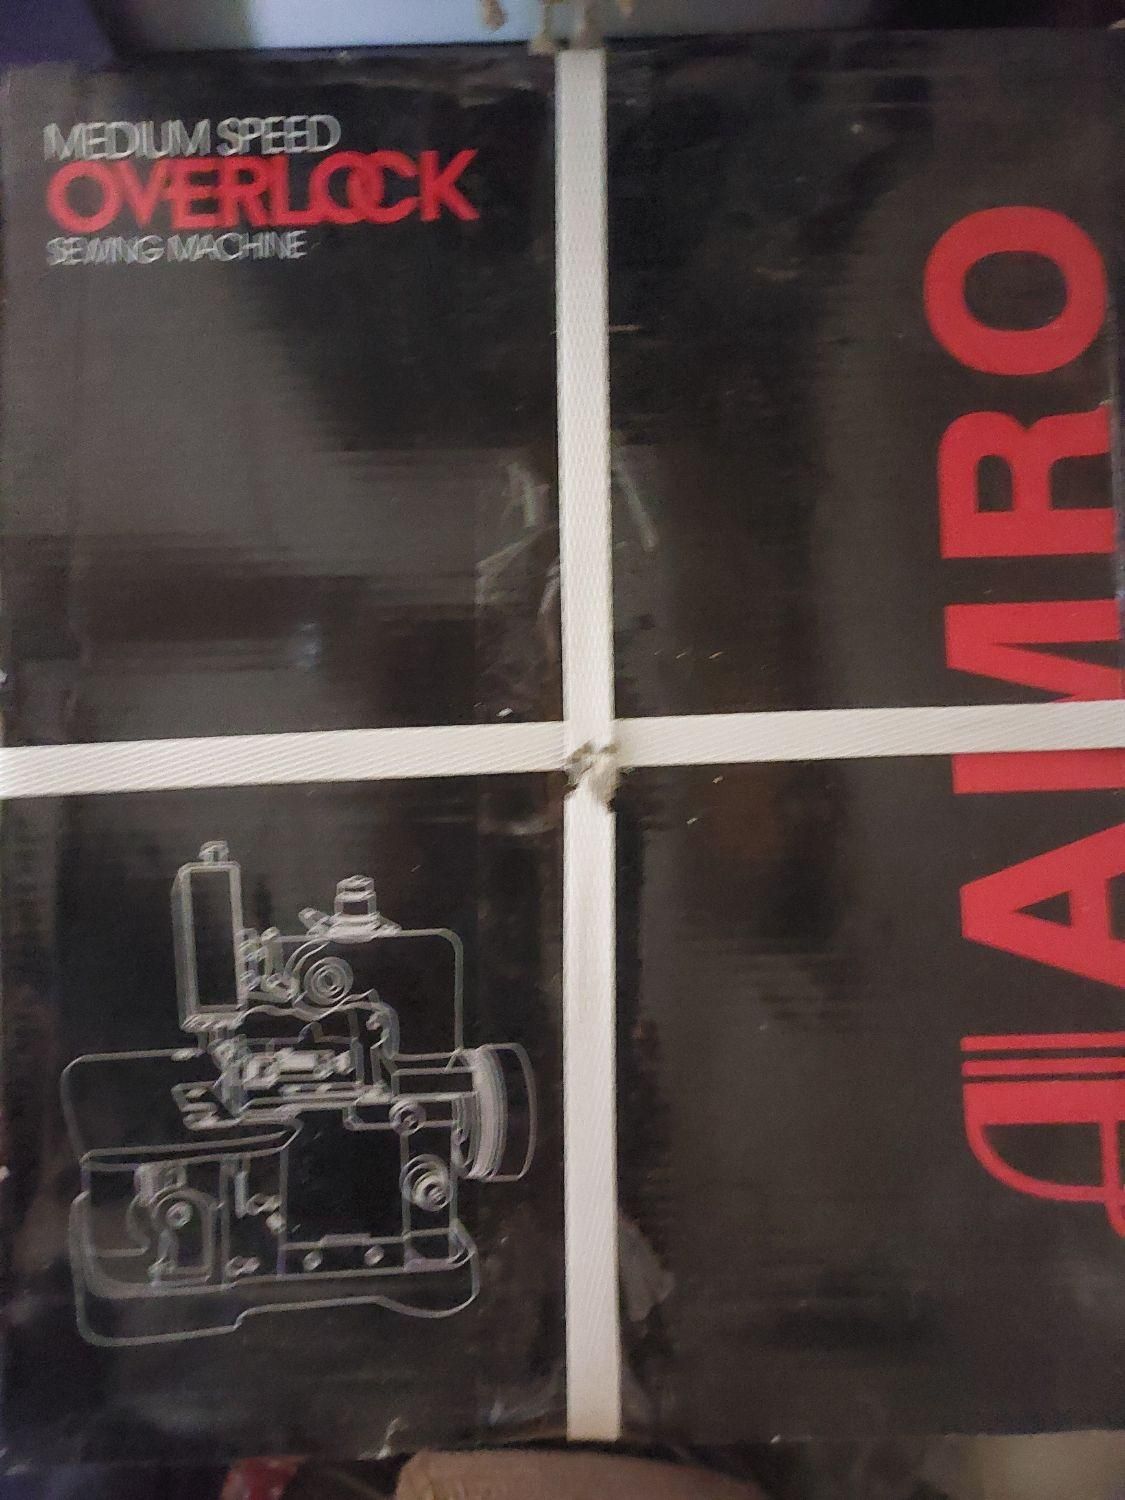 MEDIUM SPEED
OVERLOCK
SEWING MACHINE
AMRO